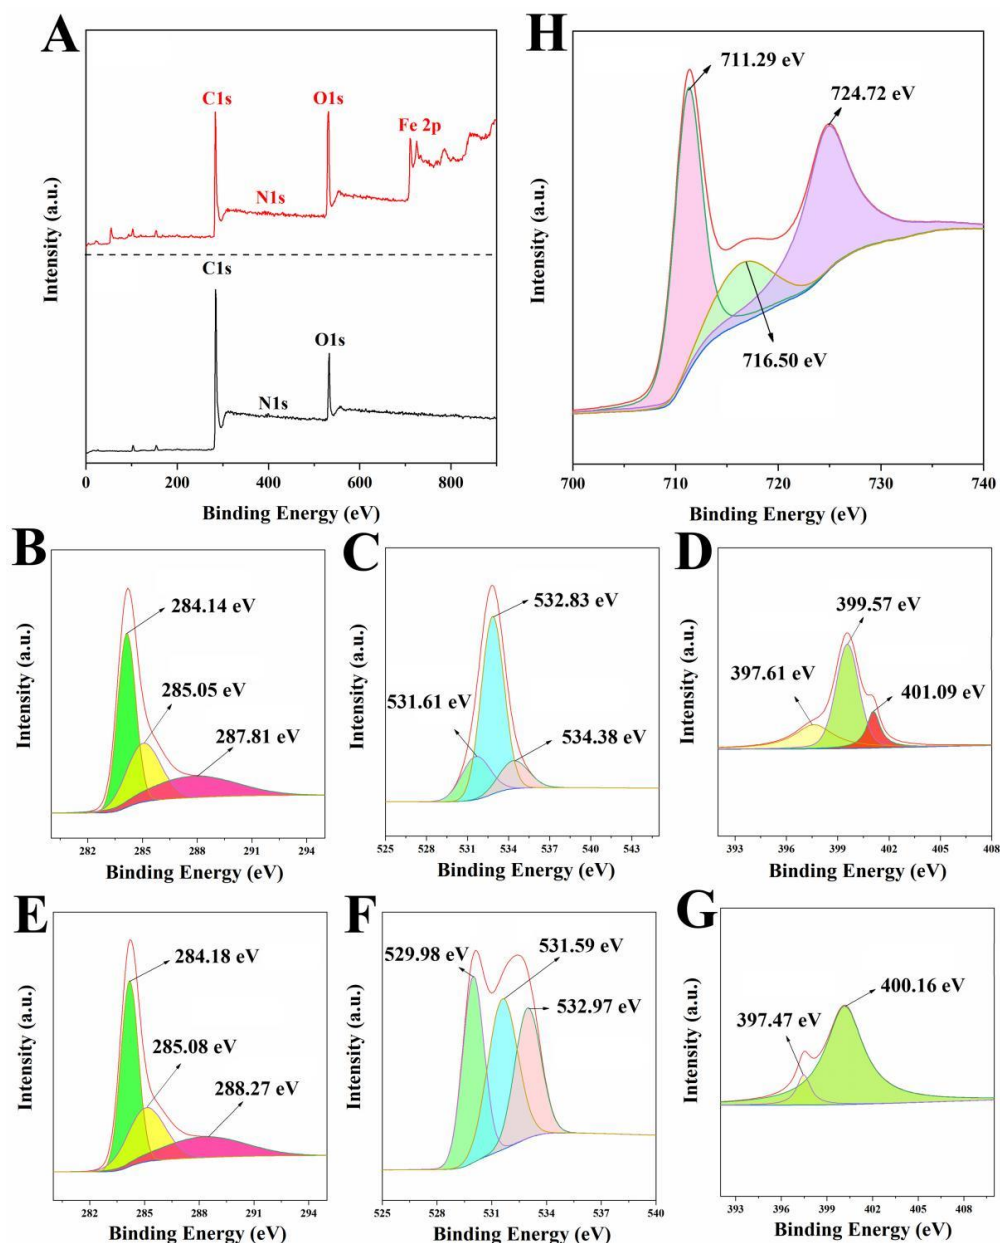 A
C1s
O1s
Fe 2p
N1s
C1s
O1s
N1s
Intensity (a.u.)
0 200 400 600 800
Binding Energy (eV)
H
711.29 eV
724.72 eV
716.50 eV
Intensity (a.u.)
700 710 720 730 740
Binding Energy (eV)
B
284.14 eV
285.05 eV
287.81 eV
Intensity (a.u.)
282 285 288 291 294
Binding Energy (eV)
C
532.83 eV
531.61 eV
534.38 eV
Intensity (a.u.)
525 528 531 534 537 540 543
Binding Energy (eV)
D
399.57 eV
397.61 eV
401.09 eV
Intensity (a.u.)
393 396 399 402 405 408
Binding Energy (eV)
E
284.18 eV
285.08 eV
288.27 eV
Intensity (a.u.)
282 285 288 291 294
Binding Energy (eV)
F
529.98 eV
531.59 eV
532.97 eV
Intensity (a.u.)
525 528 531 534 537 540
Binding Energy (eV)
G
400.16 eV
397.47 eV
Intensity (a.u.)
393 396 399 402 405 408
Binding Energy (eV)